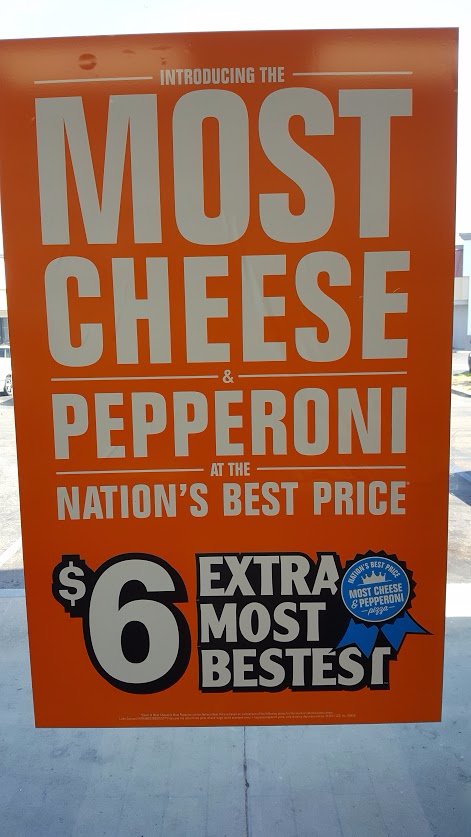 INTRODUCING THE
MOST
CHEESE
&
PEPPERONI
AT THE
NATION'S BEST PRICE
$6 EXTRA
MOST
BESTEST
NATION'S BEST PRICE
MOST CHEESE
& PEPPERONI
pizza